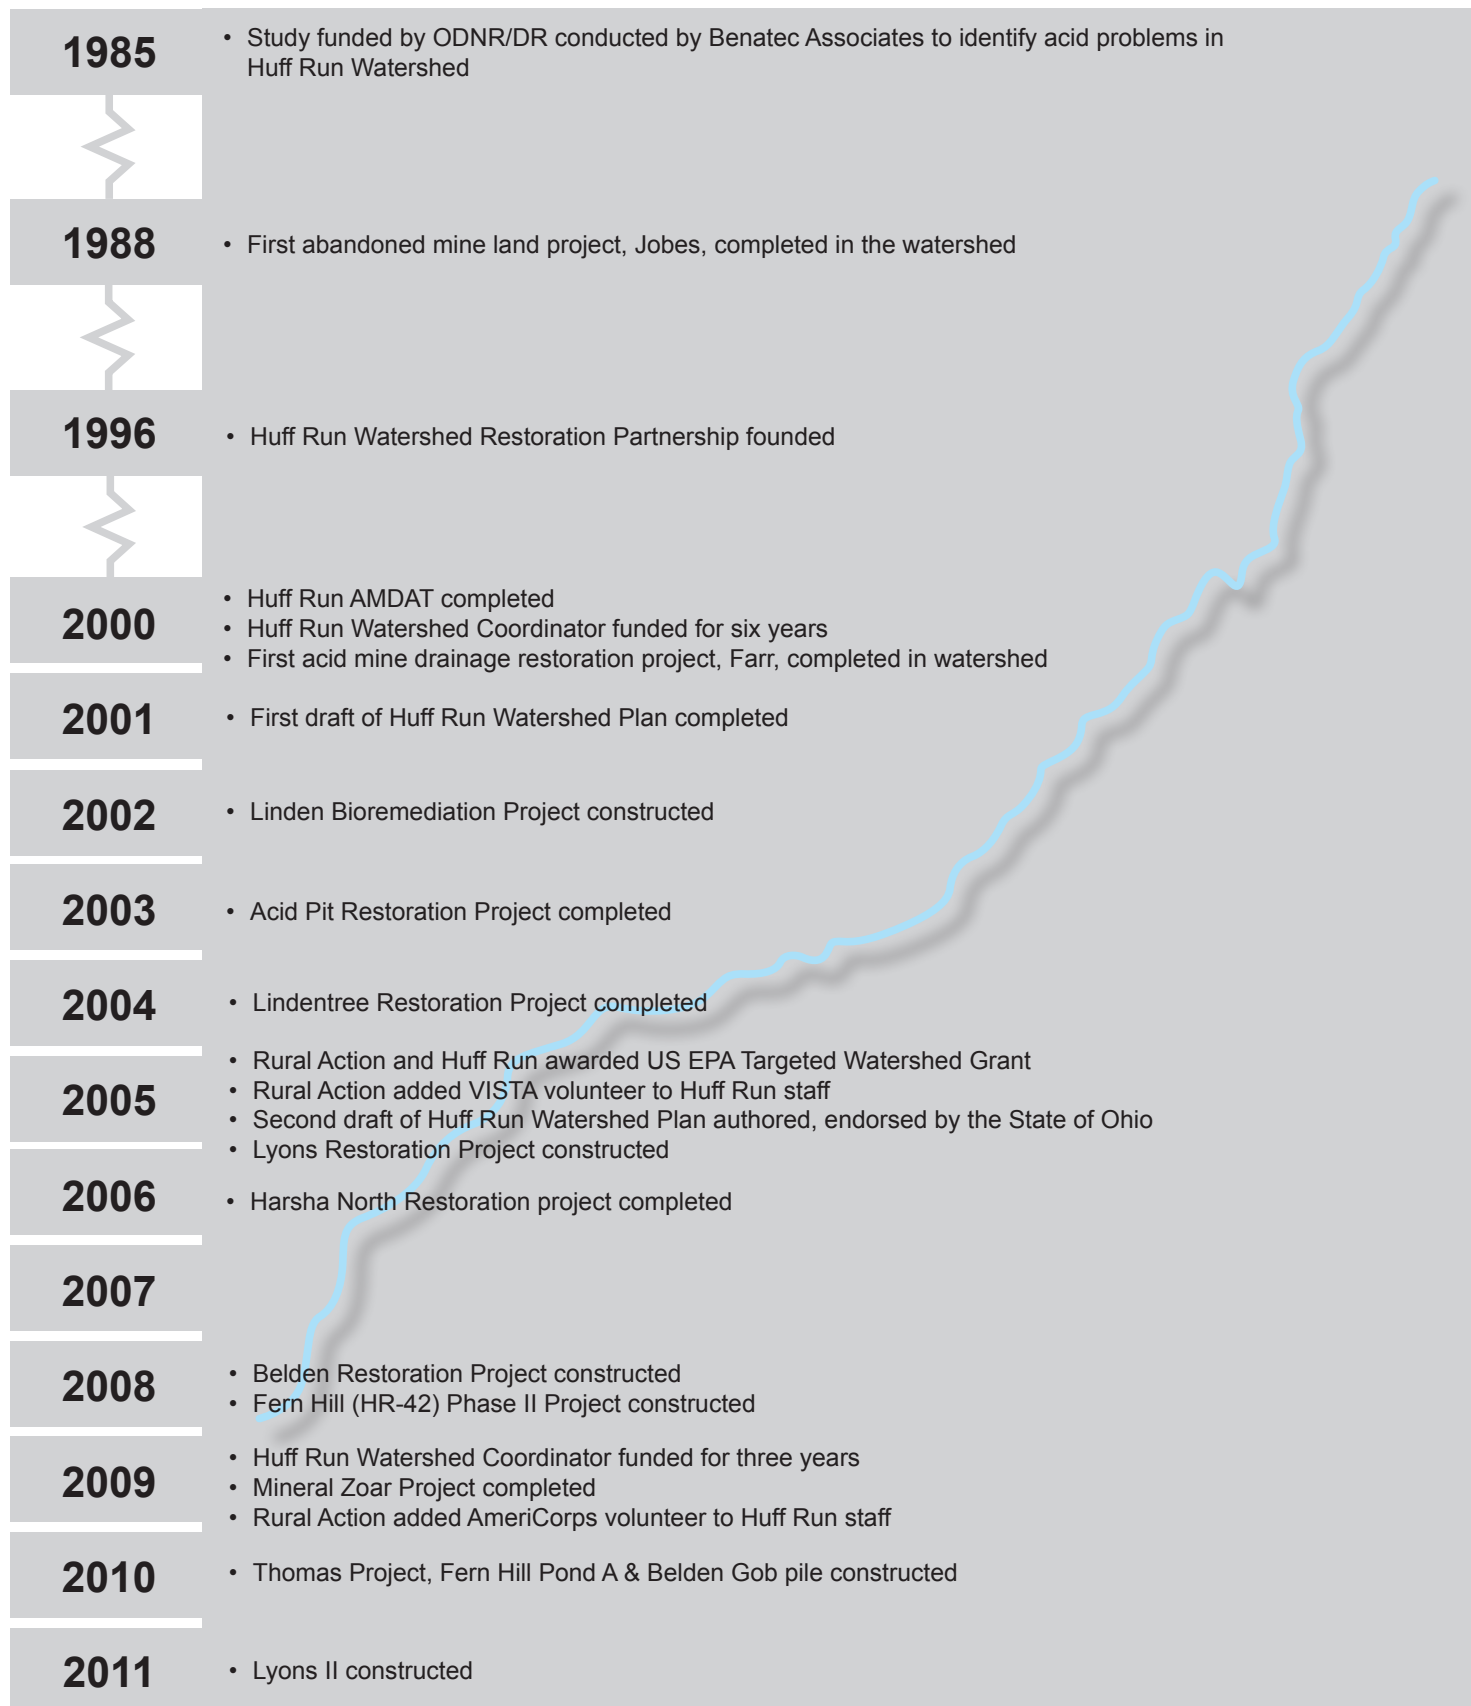 1985
• Study funded by ODNR/DR conducted by Benatec Associates to identify acid problems in
Huff Run Watershed
1988
• First abandoned mine land project, Jobes, completed in the watershed
1996
• Huff Run Watershed Restoration Partnership founded
2000
• Huff Run AMDAT completed
• Huff Run Watershed Coordinator funded for six years
• First acid mine drainage restoration project, Farr, completed in watershed
2001
• First draft of Huff Run Watershed Plan completed
2002
• Linden Bioremediation Project constructed
2003
• Acid Pit Restoration Project completed
2004
• Lindentree Restoration Project completed
2005
• Rural Action and Huff Run awarded US EPA Targeted Watershed Grant
• Rural Action added VISTA volunteer to Huff Run staff
• Second draft of Huff Run Watershed Plan authored, endorsed by the State of Ohio
• Lyons Restoration Project constructed
2006
• Harsha North Restoration project completed
2007
2008
• Belden Restoration Project constructed
• Fern Hill (HR-42) Phase II Project constructed
2009
• Huff Run Watershed Coordinator funded for three years
• Mineral Zoar Project completed
• Rural Action added AmeriCorps volunteer to Huff Run staff
2010
• Thomas Project, Fern Hill Pond A & Belden Gob pile constructed
2011
• Lyons II constructed